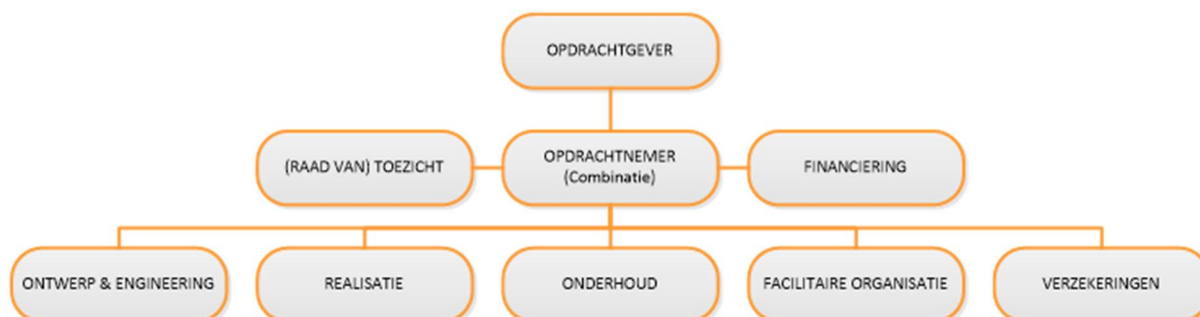 OPDRACHTGEVER
(RAAD VAN) TOEZICHT
OPDRACHTNEMER
(Combinatie)
FINANCIERING
ONTWERP & ENGINEERING
REALISATIE
ONDERHOUD
FACILITAIRE ORGANISATIE
VERZEKERINGEN